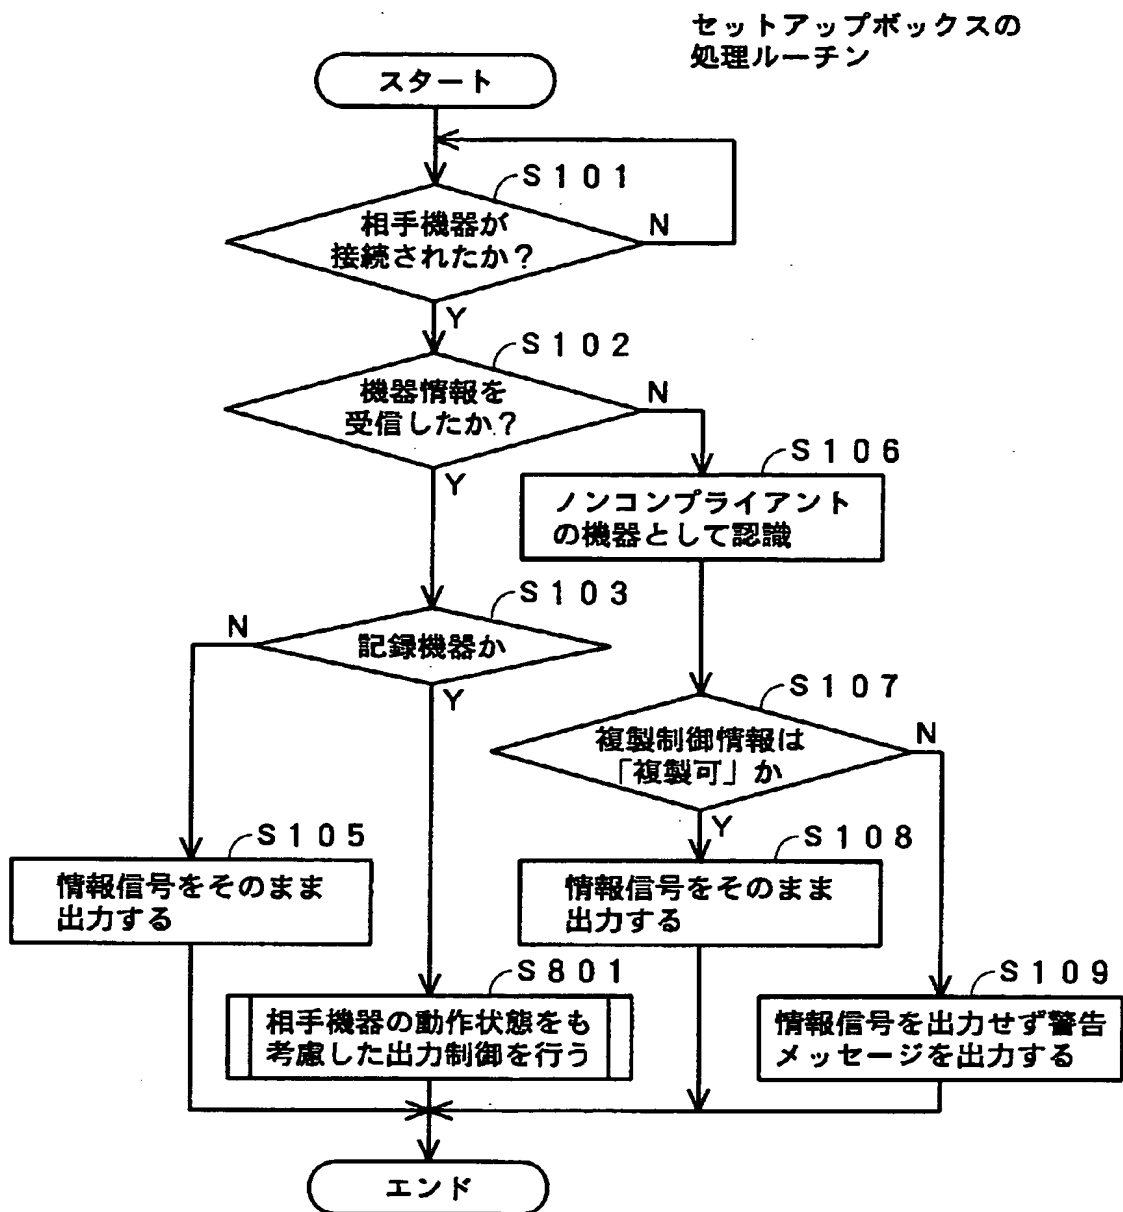 セットアップボックスの
処理ルーチン
スタート
S101
相手機器が
接続されたか?
N
Y
S102
機器情報を
受信したか?
N
Y
S106
ノンコンプライアント
の機器として認識
S103
記録機器か
N
Y
S107
複製制御情報は
「複製可」か
N
Y
S105
情報信号をそのまま
出力する
S108
情報信号をそのまま
出力する
S801
相手機器の動作状態をも
考慮した出力制御を行う
S109
情報信号を出力せず警告
メッセージを出力する
エンド